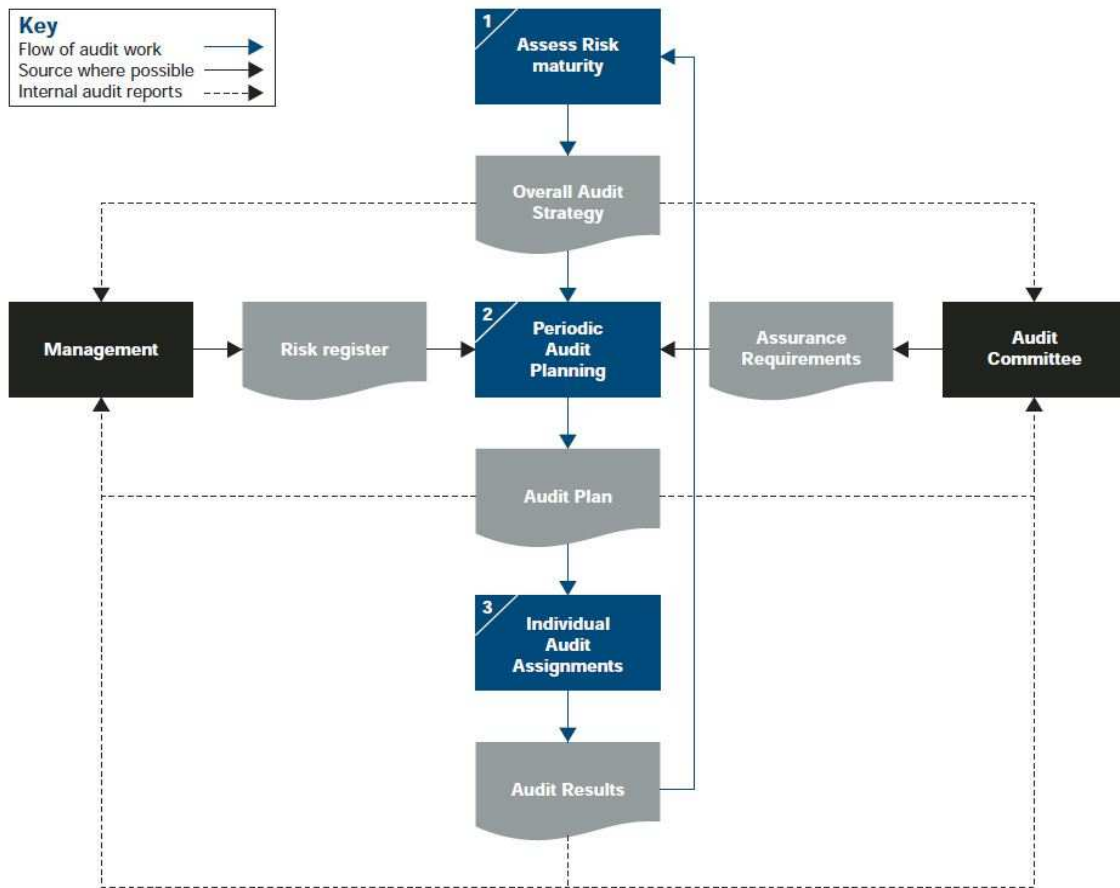 Key
Flow of audit work
Source where possible
Internal audit reports
1
Assess Risk
maturity
Overall Audit
Strategy
Management
Risk register
2
Periodic
Audit
Planning
Assurance
Requirements
Audit
Committee
Audit Plan
3
Individual
Audit
Assignments
Audit Results